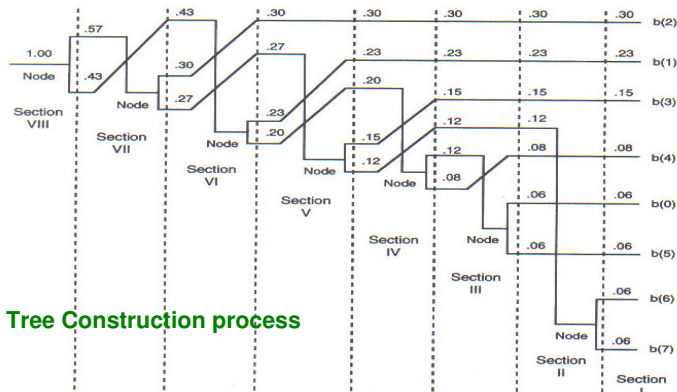 .43 .30 .30 .30 .30 .30 b(2)
.57
1.00 .27 .23 .23 .23 .23 b(1)
Node .43 .30 .20
Node .27 .15 .15 .15 b(3)
Section VIII .23 .12 .12
Section VII Node .20 .15 .12 .08 .08 b(4)
Section VI Node .12 Node .08
Section V .06 .06 b(0)
Section IV Node .06 .06 b(5)
Section III
.06 b(6)
Tree Construction process
Node .06 b(7)
Section II
Section